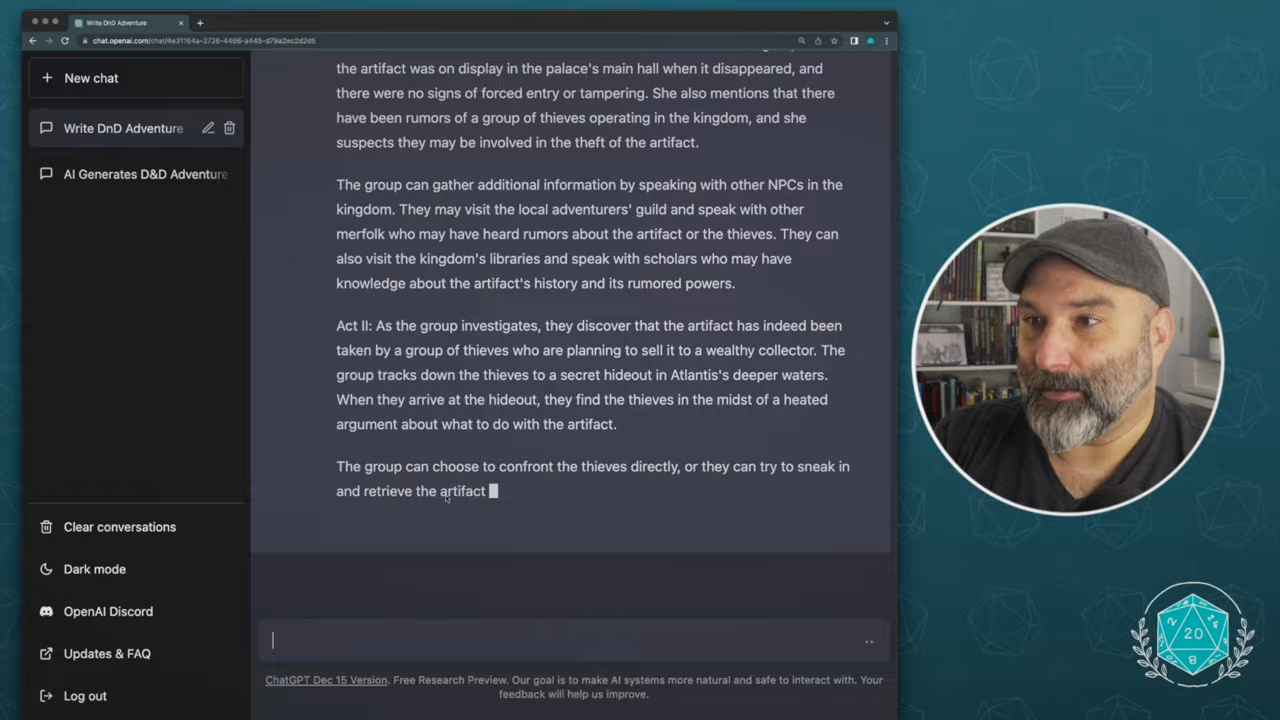 Write DnD Adventure
chat.openai.com/chat/4e31164a-3726-4466-a445-d79a2ec2d2d5
New chat
Write DnD Adventure
AI Generates D&D Adventure
the artifact was on display in the palace's main hall when it disappeared, and
there were no signs of forced entry or tampering. She also mentions that there
have been rumors of a group of thieves operating in the kingdom, and she
suspects they may be involved in the theft of the artifact.
The group can gather additional information by speaking with other NPCs in the
kingdom. They may visit the local adventurers' guild and speak with other
merfolk who may have heard rumors about the artifact or the thieves. They can
also visit the kingdom's libraries and speak with scholars who may have
knowledge about the artifact's history and its rumored powers.
Act II: As the group investigates, they discover that the artifact has indeed been
taken by a group of thieves who are planning to sell it to a wealthy collector. The
group tracks down the thieves to a secret hideout in Atlantis's deeper waters.
When they arrive at the hideout, they find the thieves in the midst of a heated
argument about what to do with the artifact.
The group can choose to confront the thieves directly, or they can try to sneak in
and retrieve the artifact
Clear conversations
Dark mode
OpenAI Discord
Updates & FAQ
Log out
ChatGPT Dec 15 Version. Free Research Preview. Our goal is to make AI systems more natural and safe to interact with. Your
feedback will help us improve.
2
14
20
8